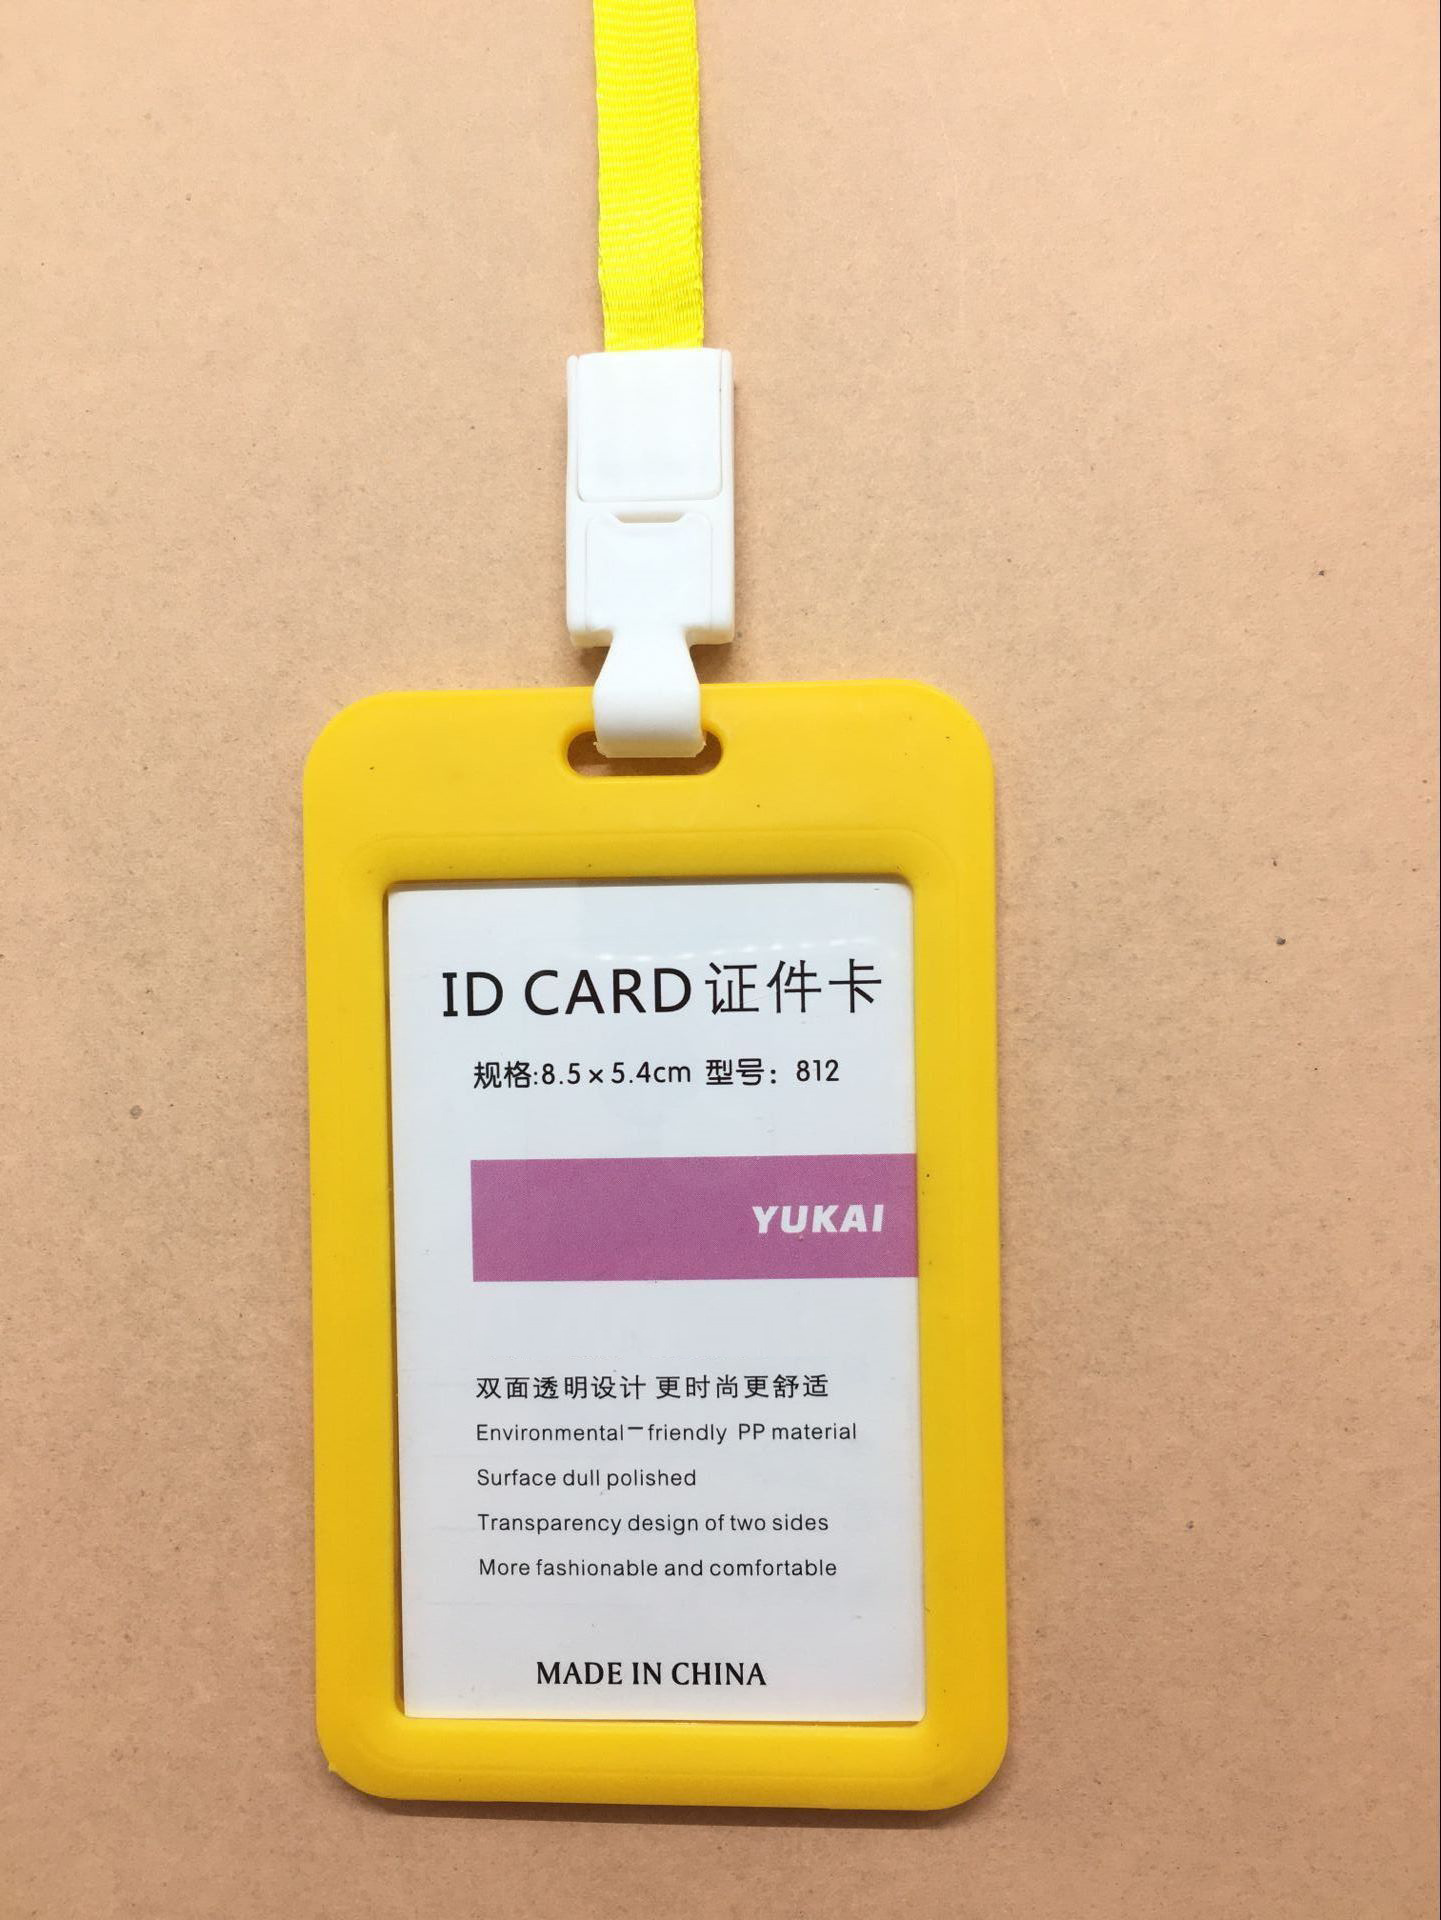 ID CARD 证件卡
规格:8.5×5.4cm 型号：812
YUKAI
双面透明设计 更时尚更舒适
Environmental-friendly PP material
Surface dull polished
Transparency design of two sides
More fashionable and comfortable
MADE IN CHINA